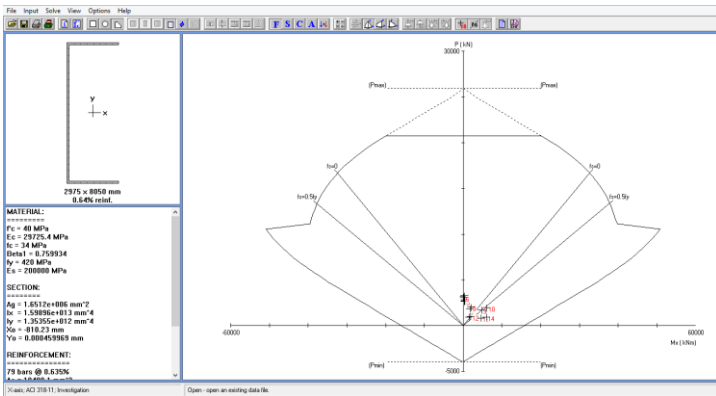 File Input Solve View Options Help
F S C A
y
x
2975 x 8050 mm
0.64% reinf.
MATERIAL:
=========
f'c = 40 MPa
Ec = 29725.4 MPa
fc = 34 MPa
Beta1 = 0.759934
fy = 420 MPa
Es = 200000 MPa
SECTION:
========
Ag = 1.6512e+006 mm^2
Ix = 1.59896e+013 mm^4
Iy = 1.35355e+012 mm^4
Xo = -810.23 mm
Yo = 0.000459969 mm
REINFORCEMENT:
===============
79 bars @ 0.635%
P (kN)
30000
(Pmax)
(Pmax)
fs=0
fs=0
fs=0.5fy
fs=0.5fy
-60000
60000
Mx (kNm)
(Pmin)
(Pmin)
-5000
X-axis; ACI 318-11; Investigation
Open - open an existing data file.